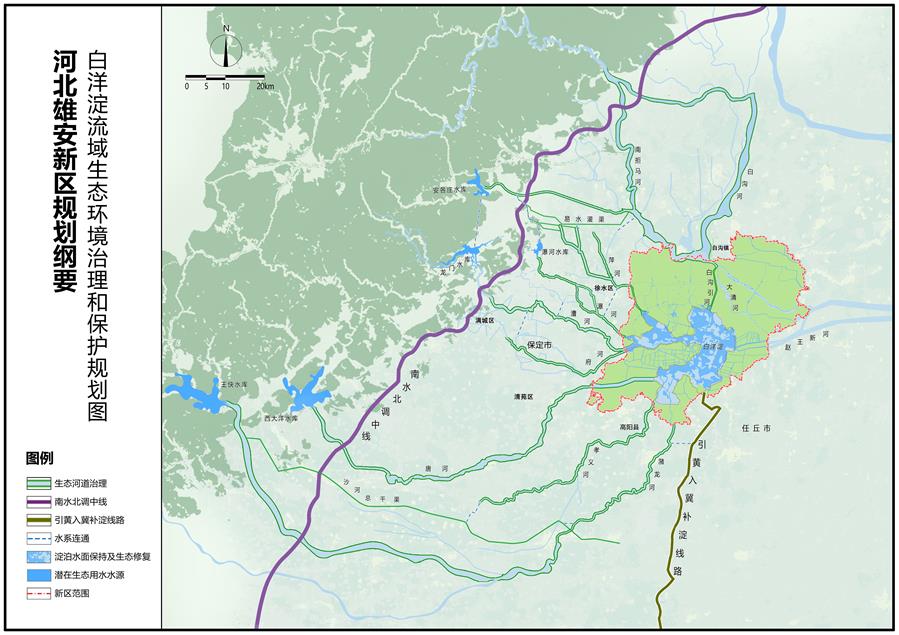 河北雄安新区规划纲要
白洋淀流域生态环境治理和保护规划图
N
0 5 10 20km
图例
生态河道治理
南水北调中线
引黄入冀补淀线路
水系连通
淀泊水面保持及生态修复
潜在生态用水水源
新区范围
南拒马河
白沟河
安各庄水库
易水灌渠
白沟镇
龙门水库
瀑河水库
萍河
徐水区
瀑河
漕河
白沟引河
大清河
满城区
保定市
府河
白洋淀
赵王新河
王快水库
西大洋水库
南水北调中线
清苑区
高阳县
任丘市
唐河
孝义河
潴龙河
沙河总干渠
引黄入冀补淀线路